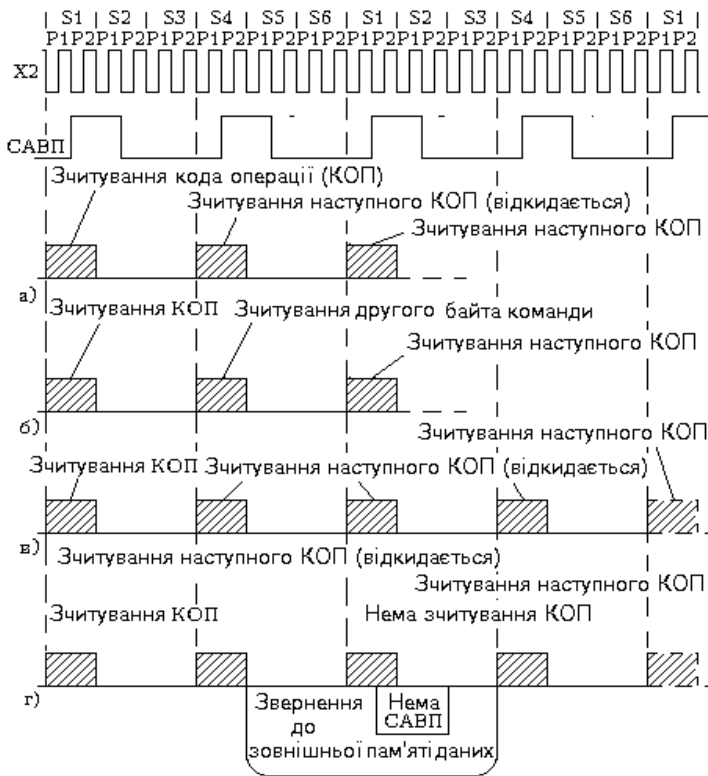 S1 S2 S3 S4 S5 S6 S1 S2 S3 S4 S5 S6 S1
P1P2P1P2P1P2P1P2P1P2P1P2P1P2P1P2P1P2P1P2P1P2P1P2P1P2
X2
САВП
Зчитування кода операції (КОП)
Зчитування наступного КОП (відкидається)
Зчитування наступного КОП
а)
Зчитування КОП
Зчитування другого байта команди
Зчитування наступного КОП
б)
Зчитування наступного КОП
Зчитування КОП
Зчитування наступного КОП (відкидається)
в)
Зчитування наступного КОП (відкидається)
Зчитування наступного КОП
Зчитування КОП
Нема зчитування КОП
г)
Звернення
до
зовнішньої пам'яті даних
Нема
САВП